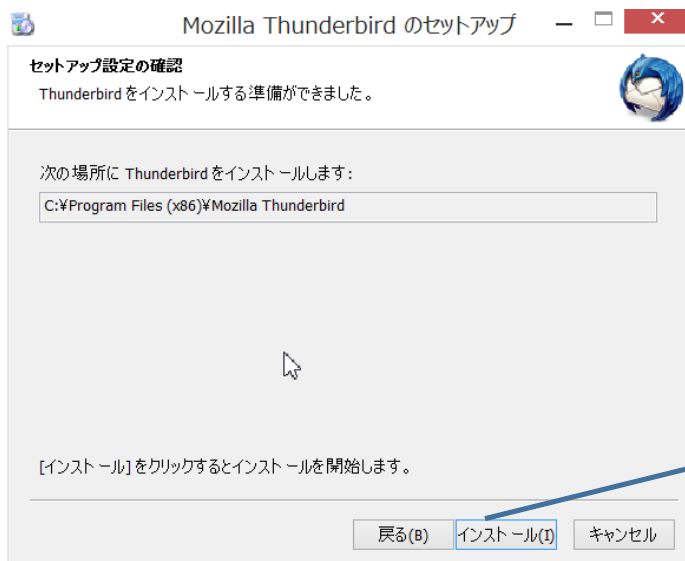 Mozilla Thunderbird のセットアップ
セットアップ設定の確認
Thunderbird をインストールする準備ができました。
次の場所に Thunderbird をインストールします:
C:¥Program Files (x86)¥Mozilla Thunderbird
[インストール] をクリックするとインストールを開始します。
戻る(B) インストール(I) キャンセル